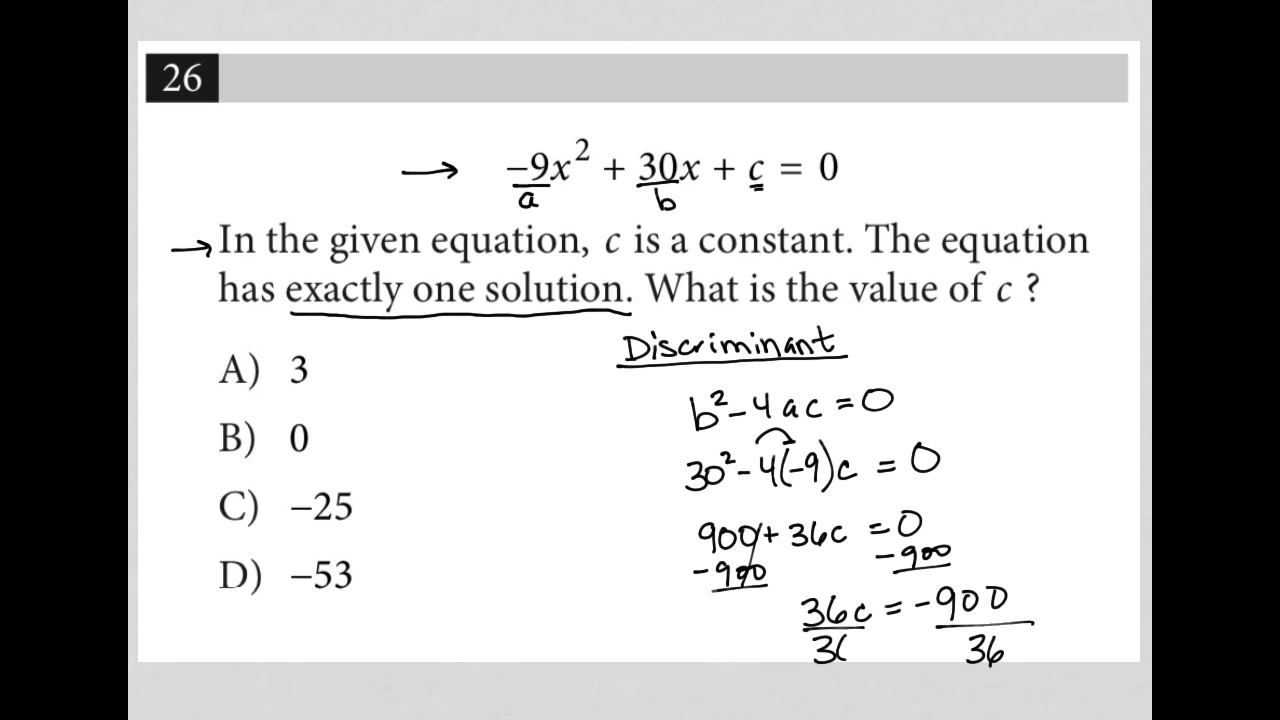 26
→ −9x² + 30x + c = 0
a b
→ In the given equation, c is a constant. The equation
has exactly one solution. What is the value of c ?
Discriminant
A) 3
b² − 4ac = 0
B) 0
30² − 4(−9)c = 0
C) −25
900 + 36c = 0
−900 −900
D) −53
36c = −900
36 36